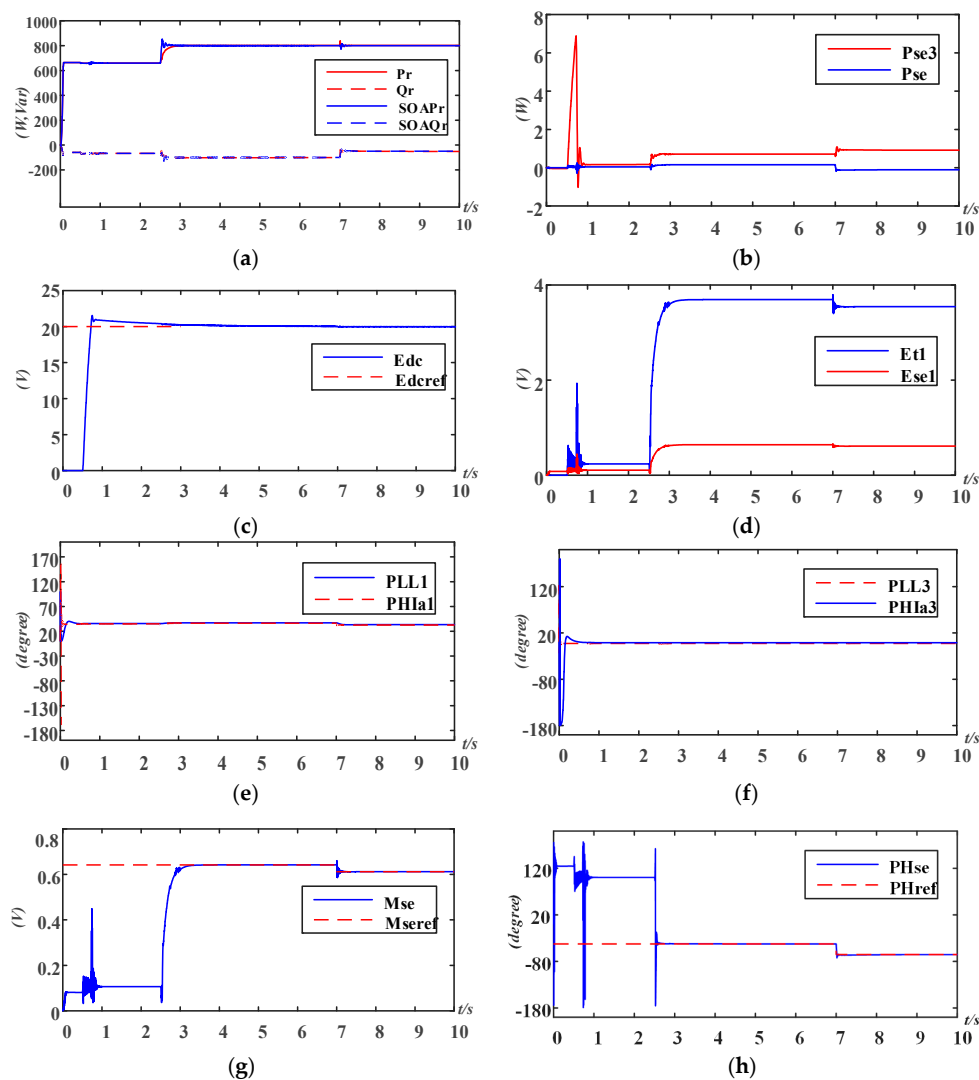 1000
800
600
400
200
0
-200
(W,Var)
Pr
Qr
SOAPr
SOAQr
0 1 2 3 4 5 6 7 8 9 10
t/s
(a)
8
6
4
2
0
-2
(W)
Pse3
Pse
0 1 2 3 4 5 6 7 8 9 10
t/s
(b)
25
20
15
10
5
0
(V)
Edc
Edcref
0 1 2 3 4 5 6 7 8 9 10
t/s
(c)
4
2
0
(V)
Et1
Ese1
0 1 2 3 4 5 6 7 8 9 10
t/s
(d)
170
120
70
20
-30
-80
-130
-180
(degree)
PLL1
PHIa1
0 1 2 3 4 5 6 7 8 9 10
t/s
(e)
120
20
-80
-180
(degree)
PLL3
PHIa3
0 1 2 3 4 5 6 7 8 9 10
t/s
(f)
0.8
0.6
0.4
0.2
0
(V)
Mse
Mseref
0 1 2 3 4 5 6 7 8 9 10
t/s
(g)
120
20
-80
-180
(degree)
PHse
PHref
0 1 2 3 4 5 6 7 8 9 10
t/s
(h)